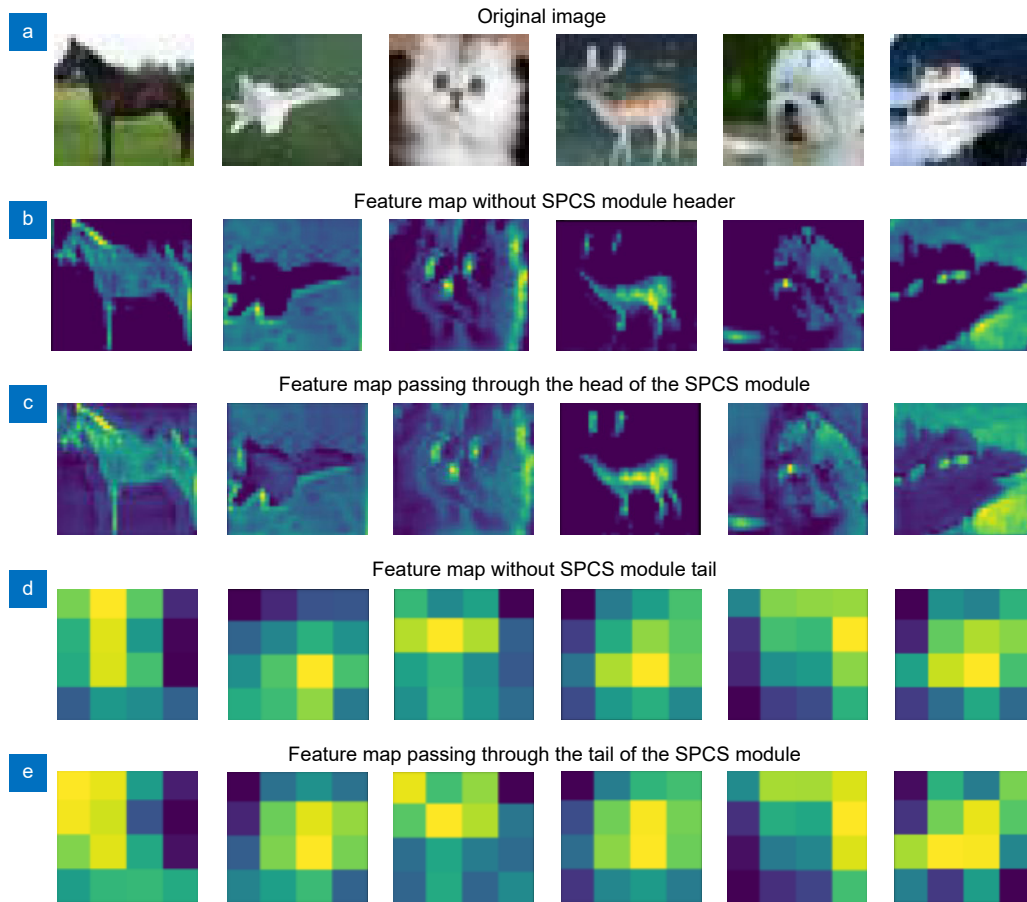 a
Original image
b
Feature map without SPCS module header
c
Feature map passing through the head of the SPCS module
d
Feature map without SPCS module tail
e
Feature map passing through the tail of the SPCS module